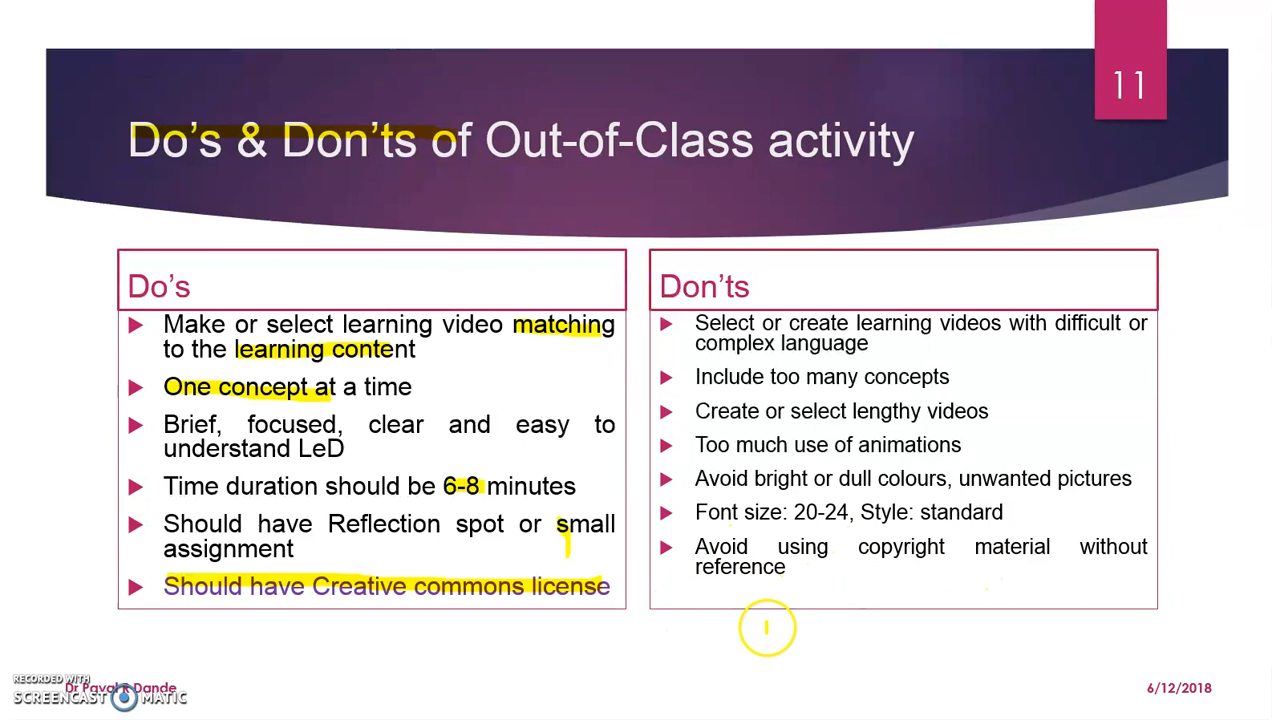 11
Do's & Don'ts of Out-of-Class activity
Do's
Make or select learning video matching
to the learning content
One concept at a time
Brief, focused, clear and easy to
understand LeD
Time duration should be 6-8 minutes
Should have Reflection spot or small
assignment
Should have Creative commons license
Don'ts
Select or create learning videos with difficult or
complex language
Include too many concepts
Create or select lengthy videos
Too much use of animations
Avoid bright or dull colours, unwanted pictures
Font size: 20-24, Style: standard
Avoid using copyright material without
reference
RECORDED WITH
SCREENCAST MATIC
Dr Payal R Dande
6/12/2018